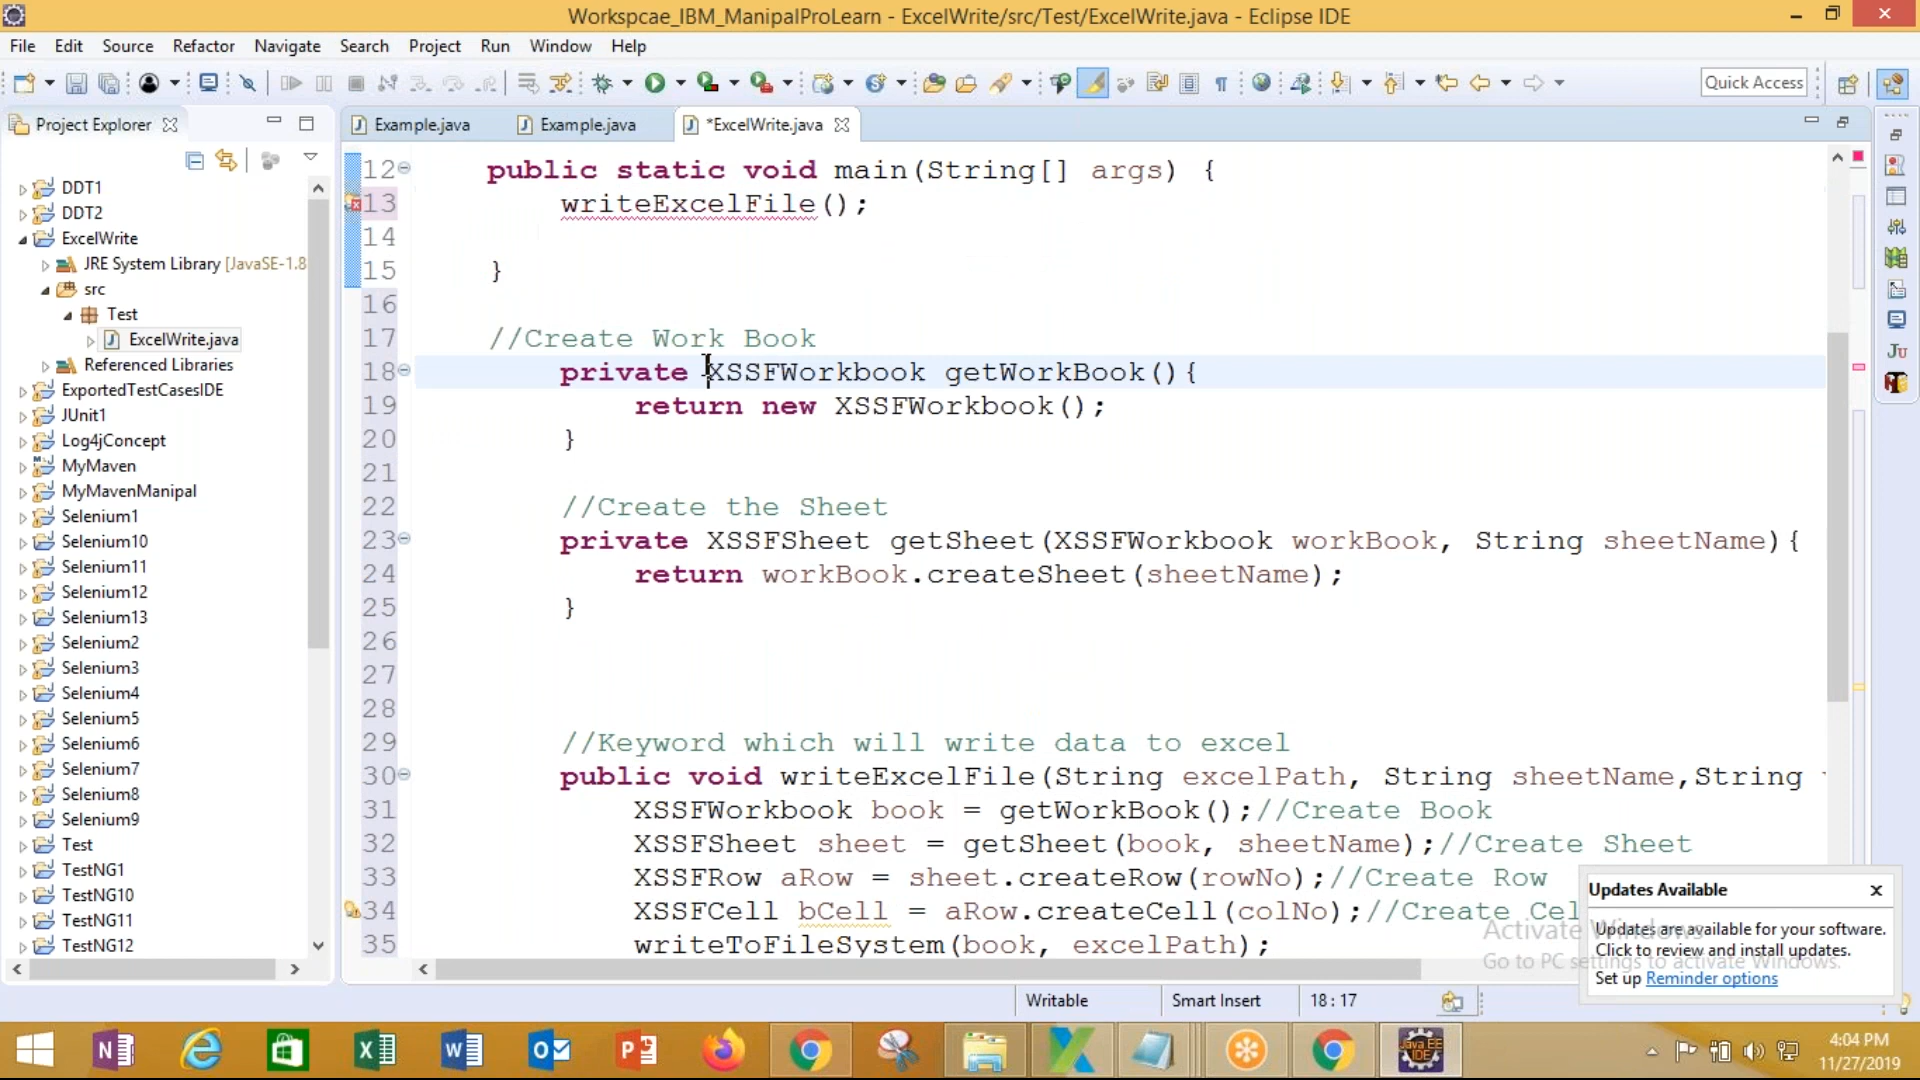 Workspcae_IBM_ManipalProLearn - ExcelWrite/src/Test/ExcelWrite.java - Eclipse IDE
File Edit Source Refactor Navigate Search Project Run Window Help
Quick Access
Project Explorer
DDT1
DDT2
ExcelWrite
JRE System Library [JavaSE-1.8
src
Test
ExcelWrite.java
Referenced Libraries
ExportedTestCasesIDE
JUnit1
Log4jConcept
MyMaven
MyMavenManipal
Selenium1
Selenium10
Selenium11
Selenium12
Selenium13
Selenium2
Selenium3
Selenium4
Selenium5
Selenium6
Selenium7
Selenium8
Selenium9
Test
TestNG1
TestNG10
TestNG11
TestNG12
Example.java Example.java *ExcelWrite.java
12 public static void main(String[] args) {
13 writeExcelFile();
14
15 }
16
17 //Create Work Book
18 private XSSFWorkbook getWorkBook(){
19 return new XSSFWorkbook();
20 }
21
22 //Create the Sheet
23 private XSSFSheet getSheet(XSSFWorkbook workBook, String sheetName){
24 return workBook.createSheet(sheetName);
25 }
26
27
28
29 //Keyword which will write data to excel
30 public void writeExcelFile(String excelPath, String sheetName,String
31 XSSFWorkbook book = getWorkBook();//Create Book
32 XSSFSheet sheet = getSheet(book, sheetName);//Create Sheet
33 XSSFRow aRow = sheet.createRow(rowNo);//Create Row
34 XSSFCell bCell = aRow.createCell(colNo);//Create Cel
35 writeToFileSystem(book, excelPath);
Ju
Updates Available
Updates are available for your software.
Click to review and install updates.
Set up Reminder options
Activate Windows
Go to PC settings to activate Windows.
Writable Smart Insert 18 : 17
Java EE
IDE
4:04 PM
11/27/2019